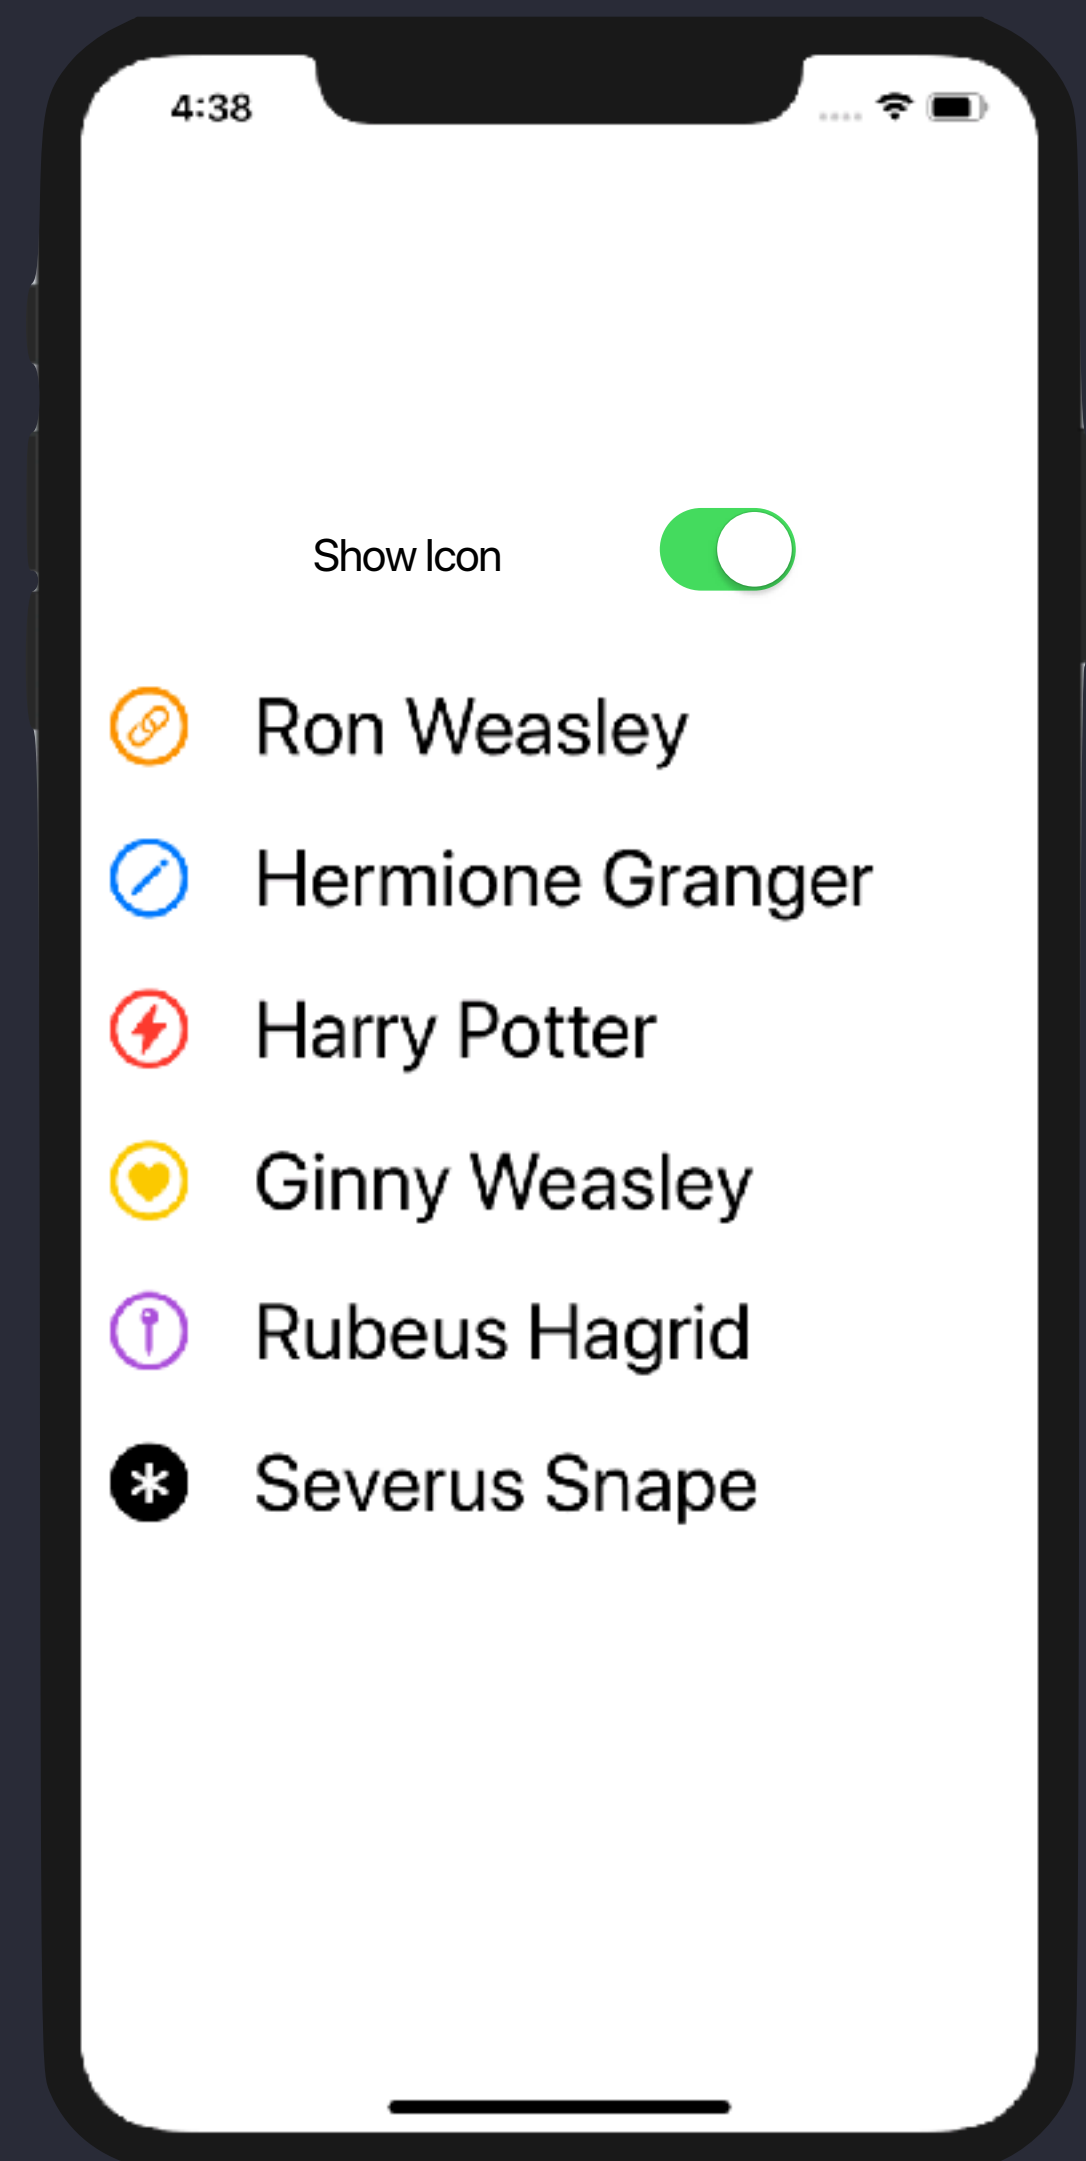 4:38
Show Icon
Ron Weasley
Hermione Granger
Harry Potter
Ginny Weasley
Rubeus Hagrid
Severus Snape